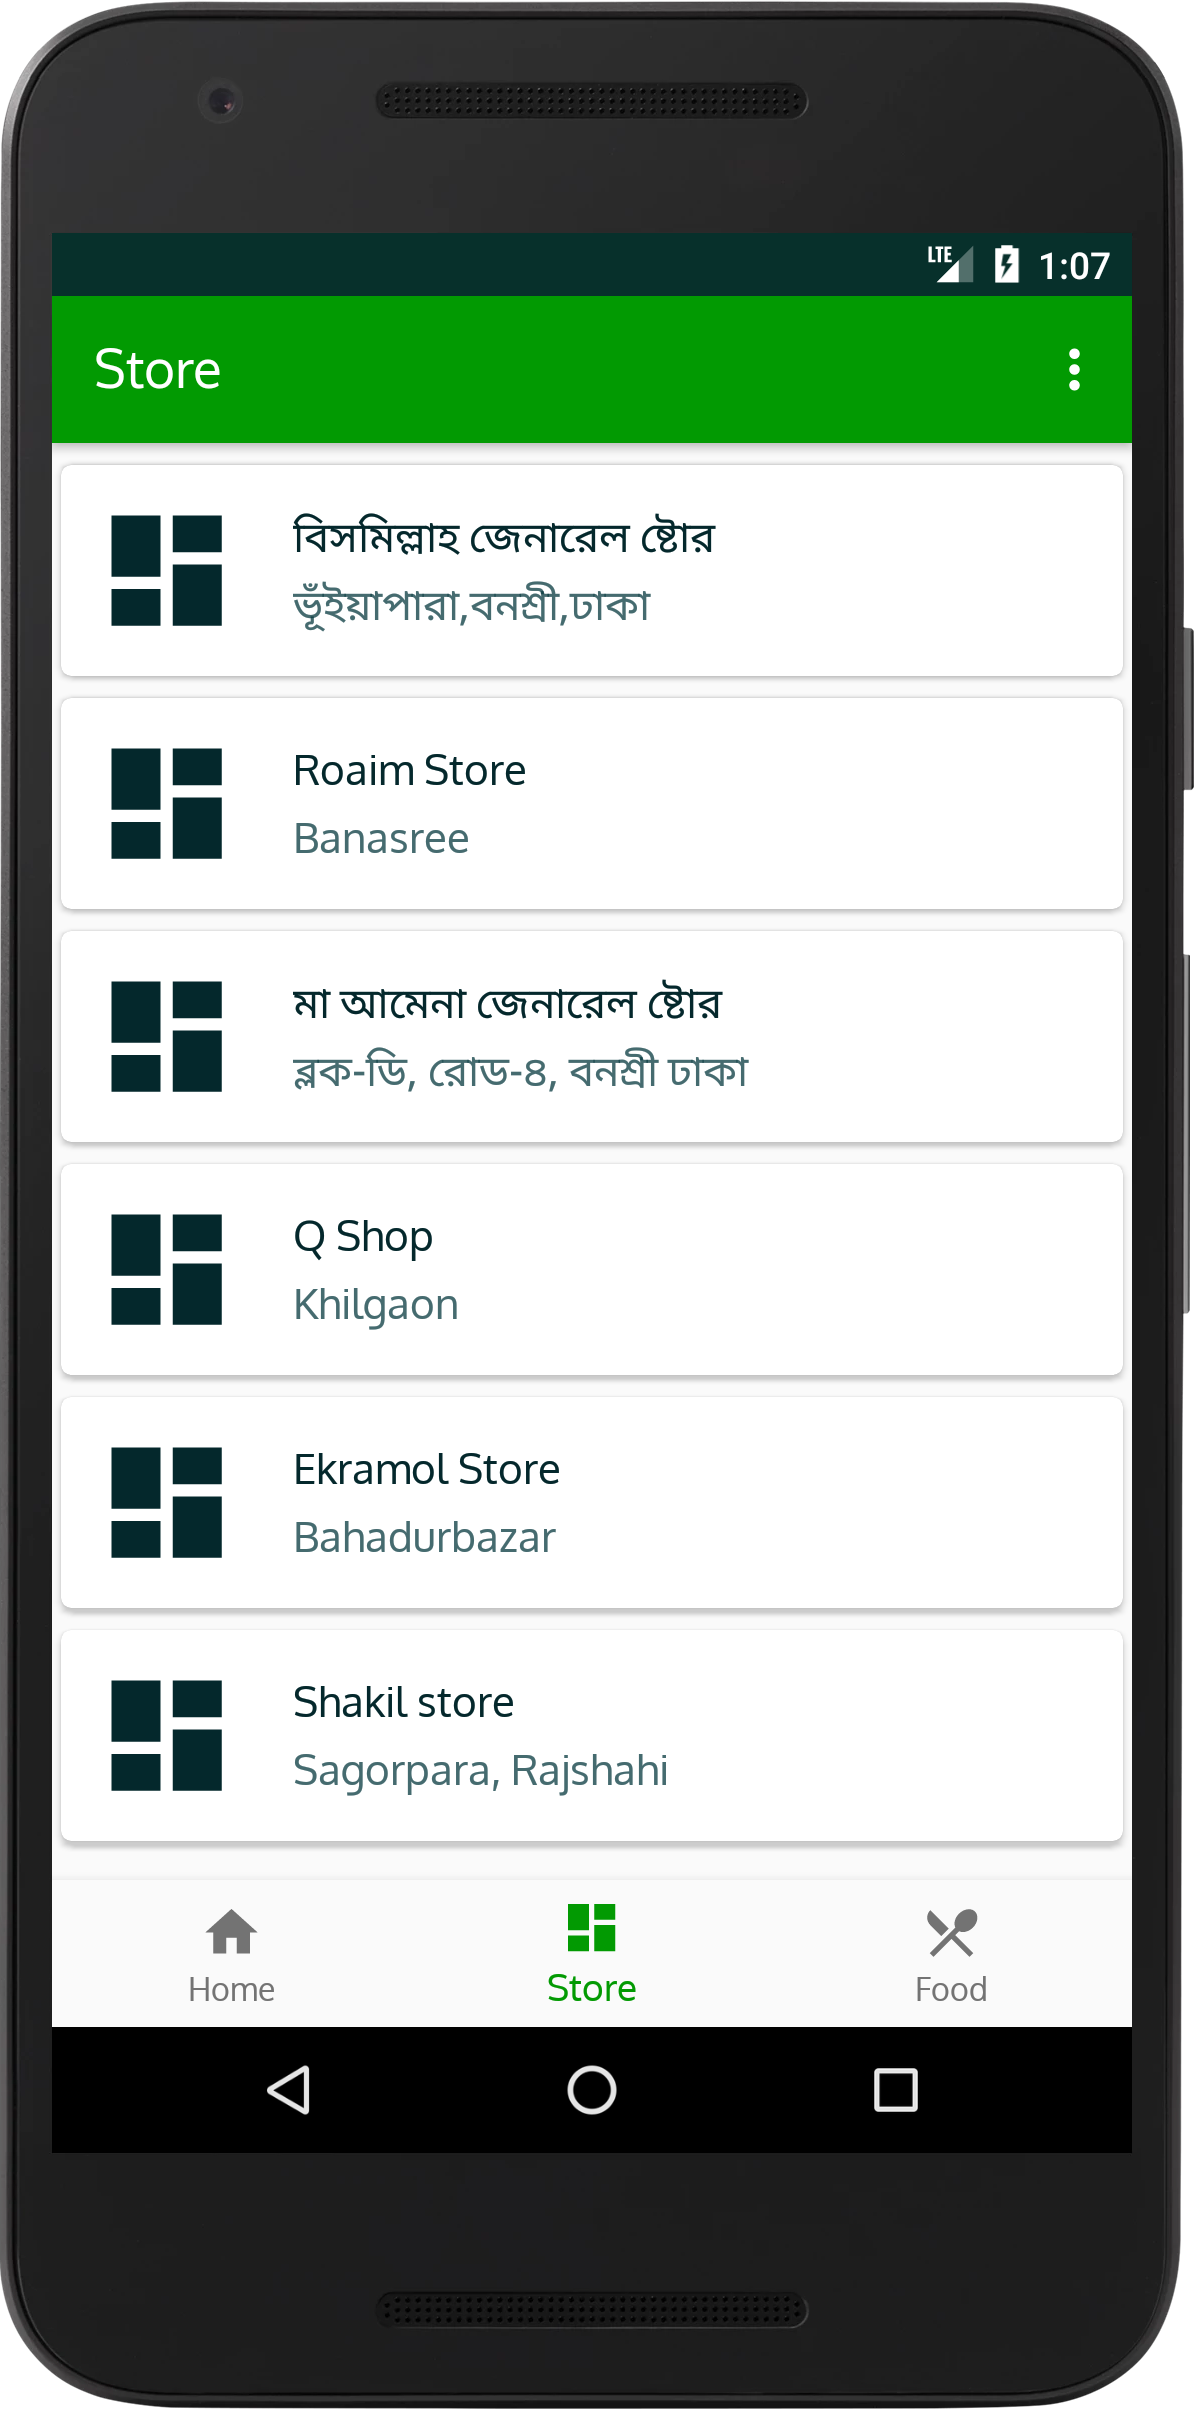 LTE 1:07
Store
বিসমিল্লাহ জেনারেল ষ্টোর
ভূঁইয়াপারা,বনশ্রী,ঢাকা
Roaim Store
Banasree
মা আমেনা জেনারেল ষ্টোর
ব্লক-ডি, রোড-৪, বনশ্রী ঢাকা
Q Shop
Khilgaon
Ekramol Store
Bahadurbazar
Shakil store
Sagorpara, Rajshahi
Home Store Food